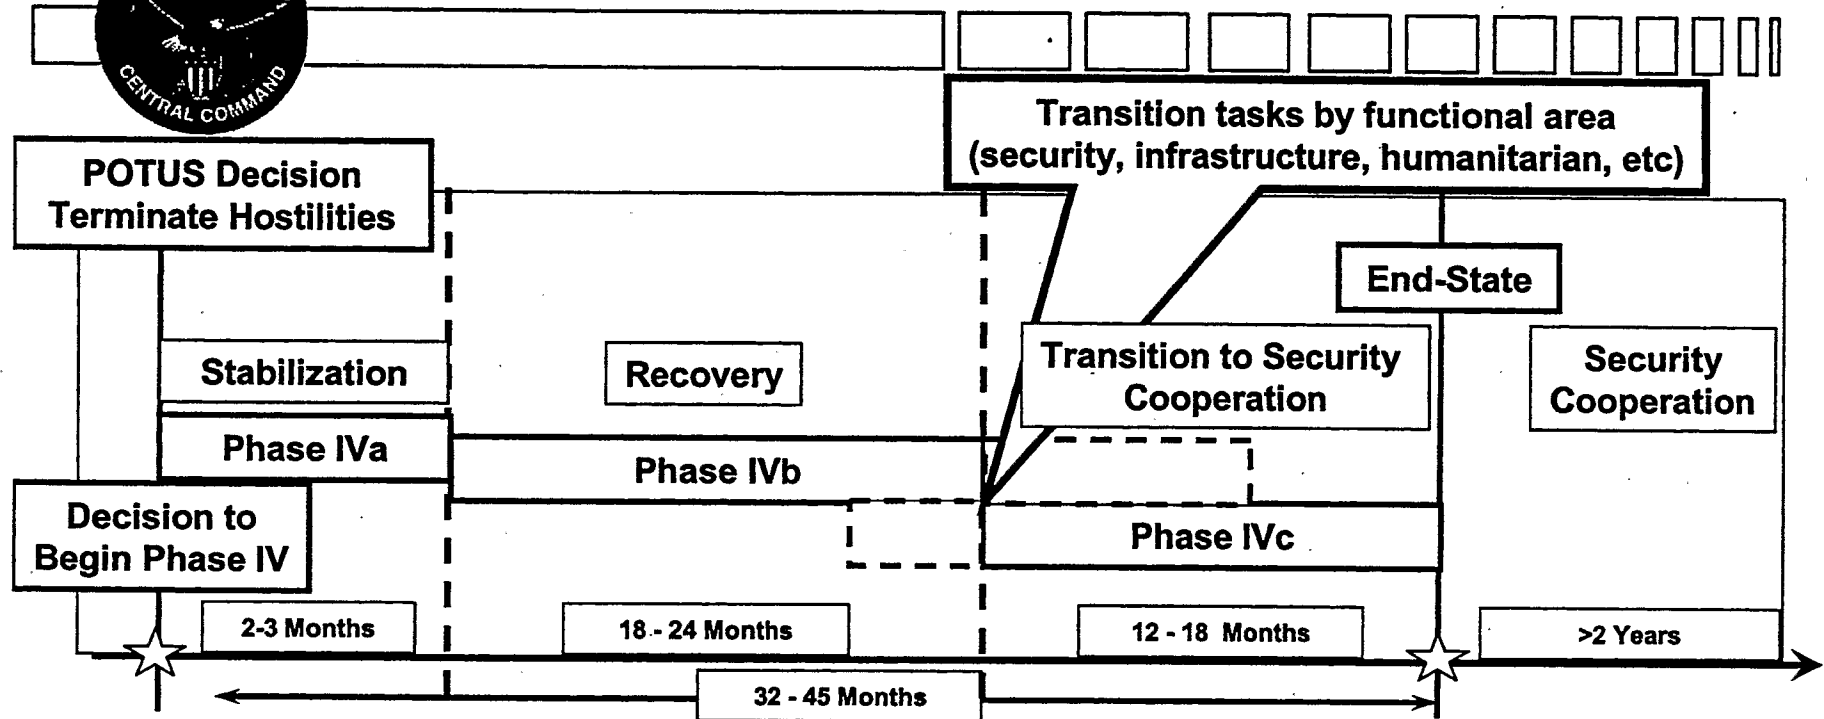 CENTRAL COMMAND
Transition tasks by functional area
(security, infrastructure, humanitarian, etc)
POTUS Decision
Terminate Hostilities
End-State
Stabilization
Recovery
Transition to Security
Cooperation
Security
Cooperation
Phase IVa
Phase IVb
Decision to
Begin Phase IV
Phase IVc
2-3 Months
18 - 24 Months
12 - 18 Months
>2 Years
32 - 45 Months